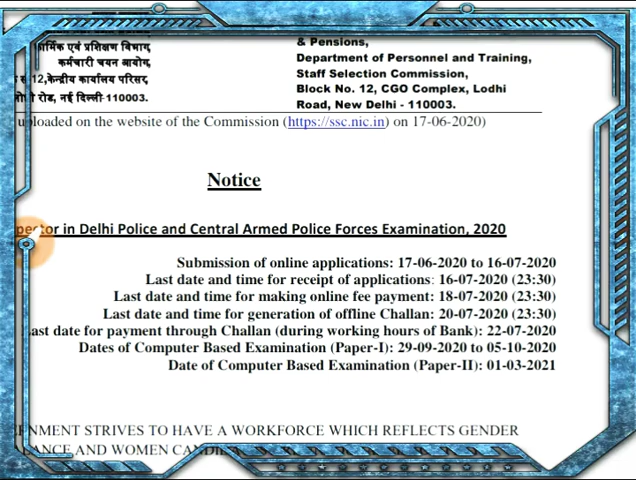 & Pensions,
कार्मिक एवं प्रशिक्षण विभाग,
Department of Personnel and Training,
कर्मचारी चयन आयोग,
Staff Selection Commission,
12,केन्द्रीय कार्यालय परिसर,
Block No. 12, CGO Complex, Lodhi
रोड, नई दिल्ली-110003.
Road, New Delhi - 110003.
uploaded on the website of the Commission (https://ssc.nic.in) on 17-06-2020)
Notice
pector in Delhi Police and Central Armed Police Forces Examination, 2020
Submission of online applications: 17-06-2020 to 16-07-2020
Last date and time for receipt of applications: 16-07-2020 (23:30)
Last date and time for making online fee payment: 18-07-2020 (23:30)
Last date and time for generation of offline Challan: 20-07-2020 (23:30)
Last date for payment through Challan (during working hours of Bank): 22-07-2020
Dates of Computer Based Examination (Paper-I): 29-09-2020 to 05-10-2020
Date of Computer Based Examination (Paper-II): 01-03-2021
ENMENT STRIVES TO HAVE A WORKFORCE WHICH REFLECTS GENDER
LANCE AND WOMEN